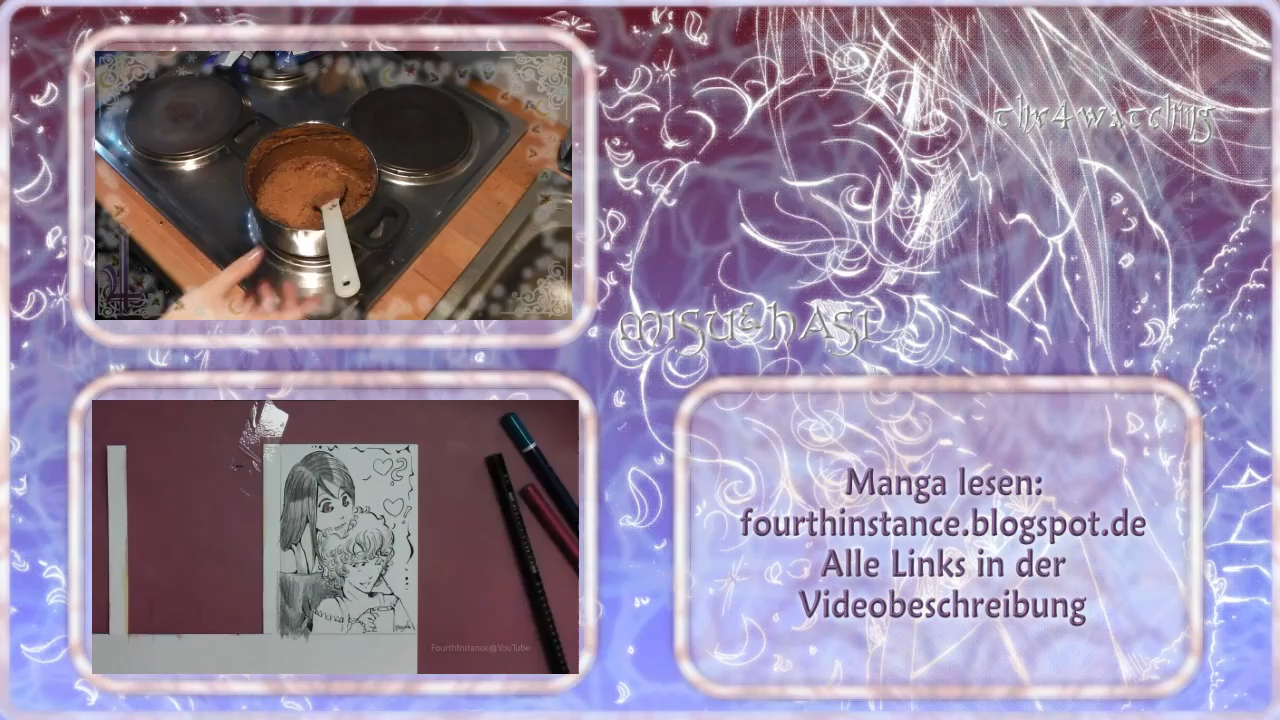 thx4watching
misu&hasi
Manga lesen:
fourthinstance.blogspot.de
Alle Links in der
Videobeschreibung
FourthInstance@YouTube